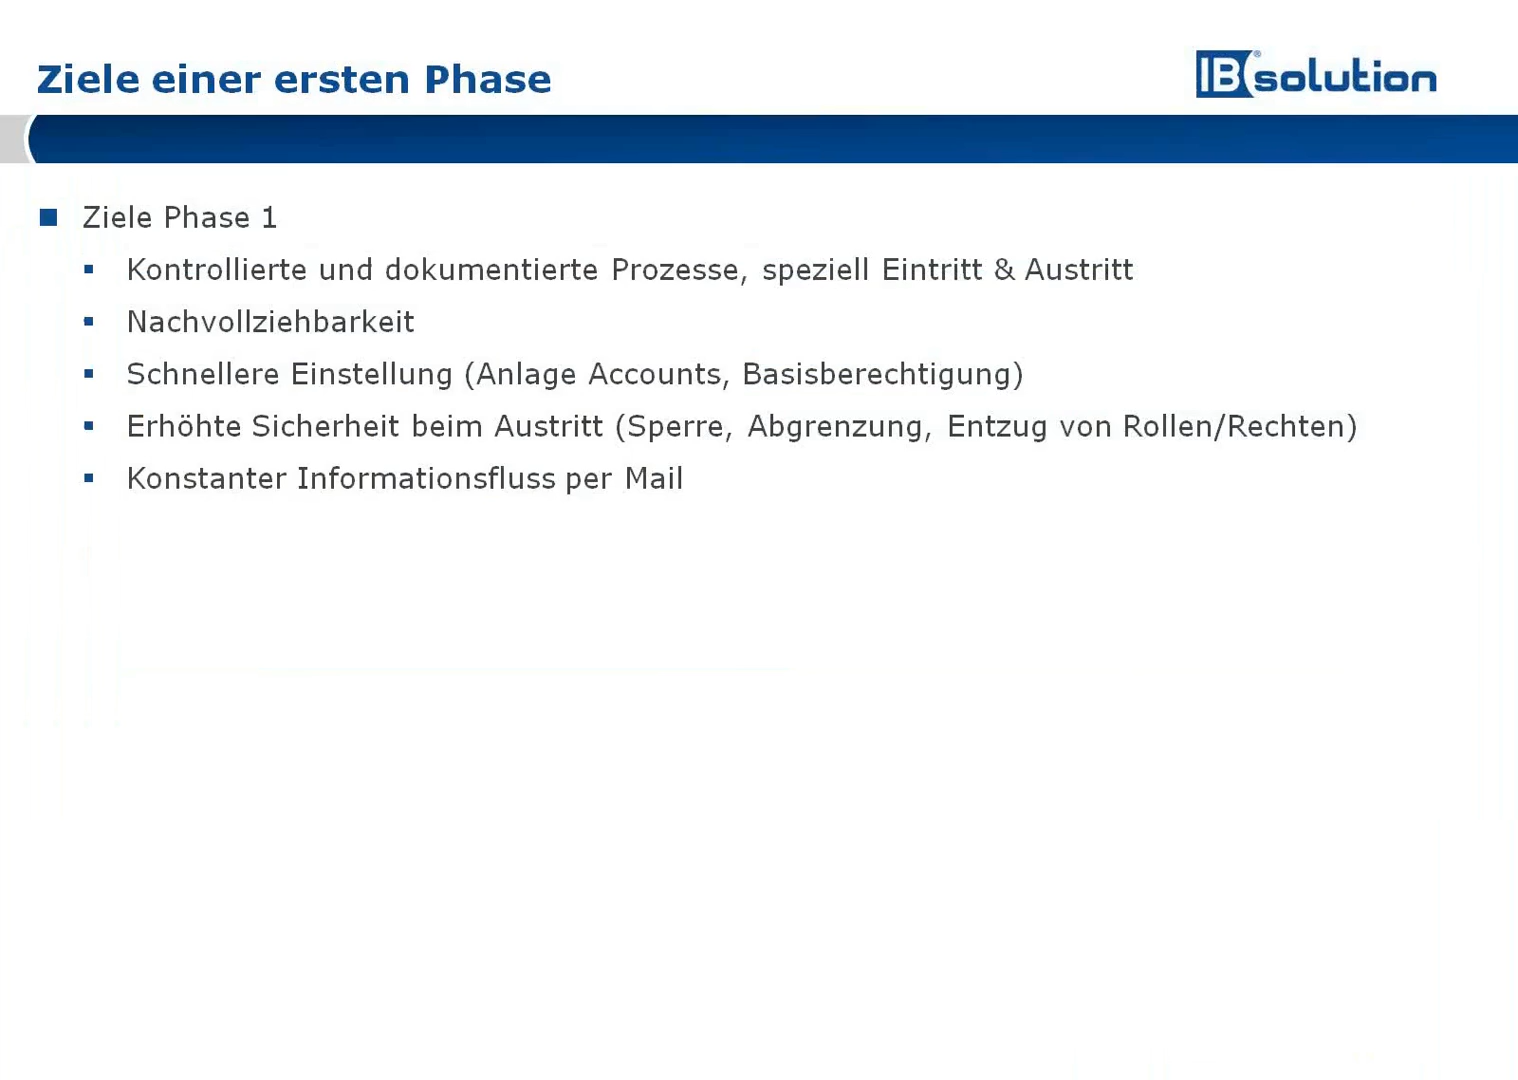 Ziele einer ersten Phase
IBsolution®
Ziele Phase 1
Kontrollierte und dokumentierte Prozesse, speziell Eintritt & Austritt
Nachvollziehbarkeit
Schnellere Einstellung (Anlage Accounts, Basisberechtigung)
Erhöhte Sicherheit beim Austritt (Sperre, Abgrenzung, Entzug von Rollen/Rechten)
Konstanter Informationsfluss per Mail